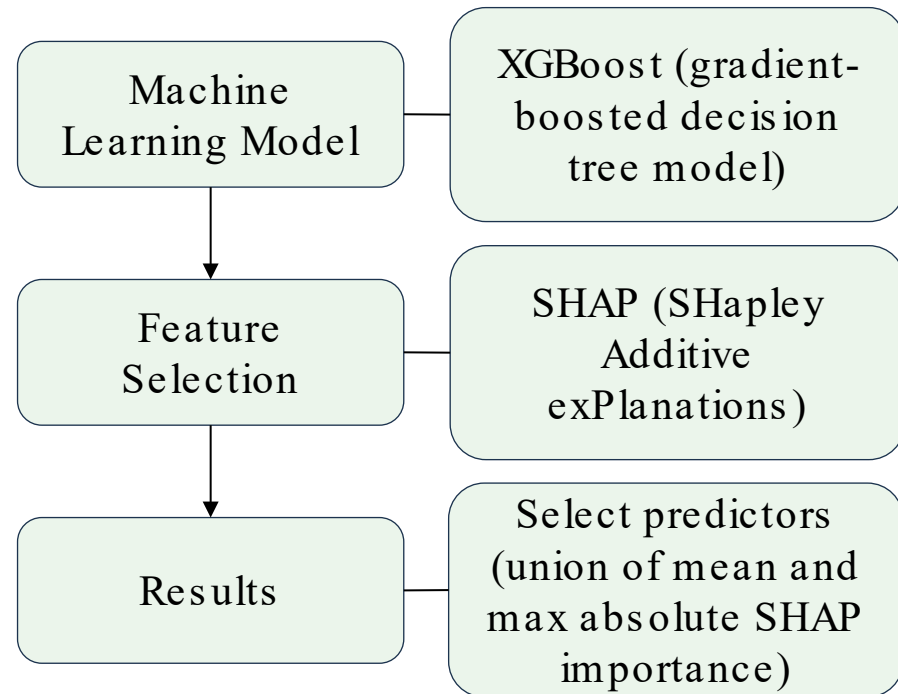 Machine
Learning Model
XGBoost (gradient-
boosted decision
tree model)
Feature
Selection
SHAP (SHapley
Additive
exPlanations)
Results
Select predictors
(union of mean and
max absolute SHAP
importance)